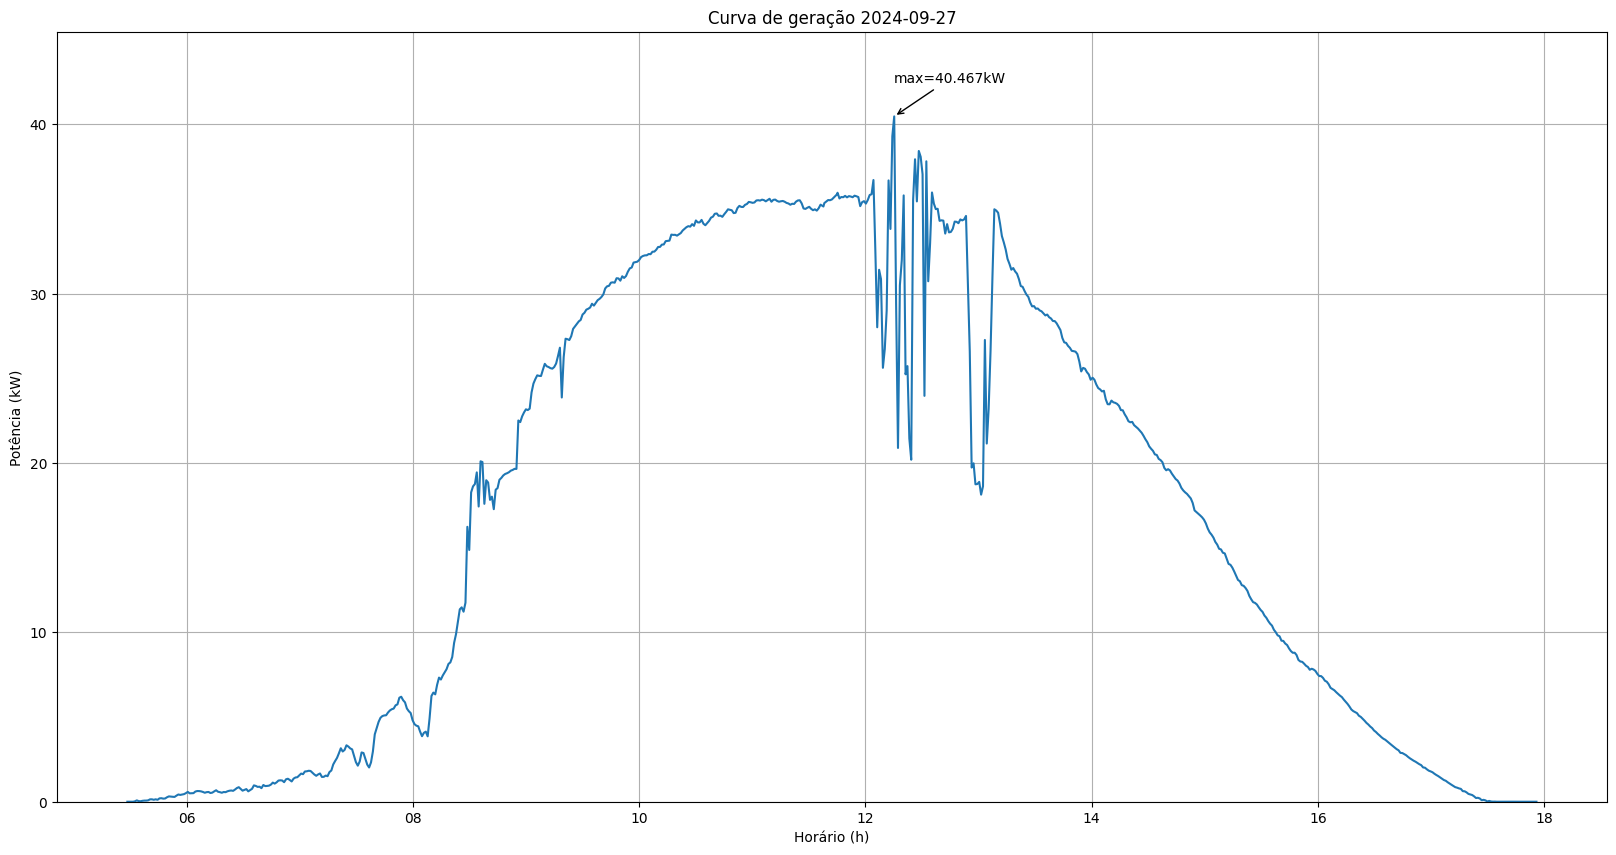 Curva de geração 2024-09-27
max=40.467kW
40
30
20
10
0
Potência (kW)
06 08 10 12 14 16 18
Horário (h)